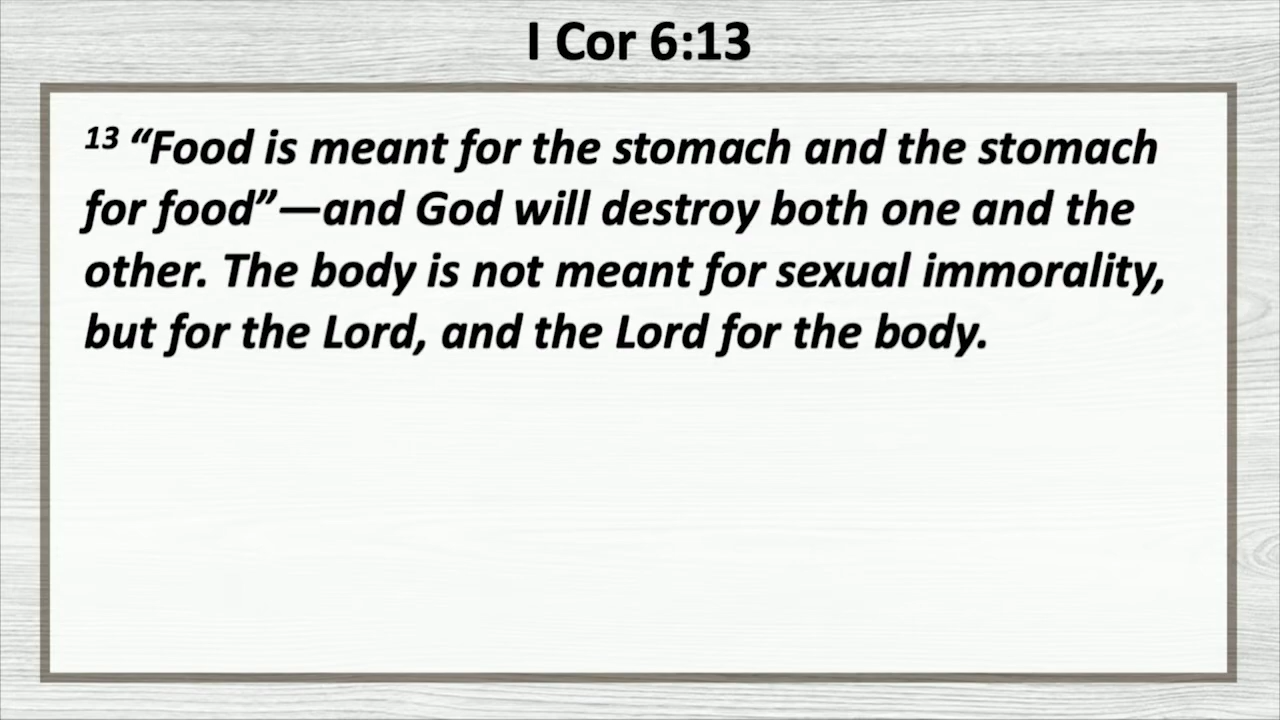 I Cor 6:13
13 “Food is meant for the stomach and the stomach
for food”—and God will destroy both one and the
other. The body is not meant for sexual immorality,
but for the Lord, and the Lord for the body.